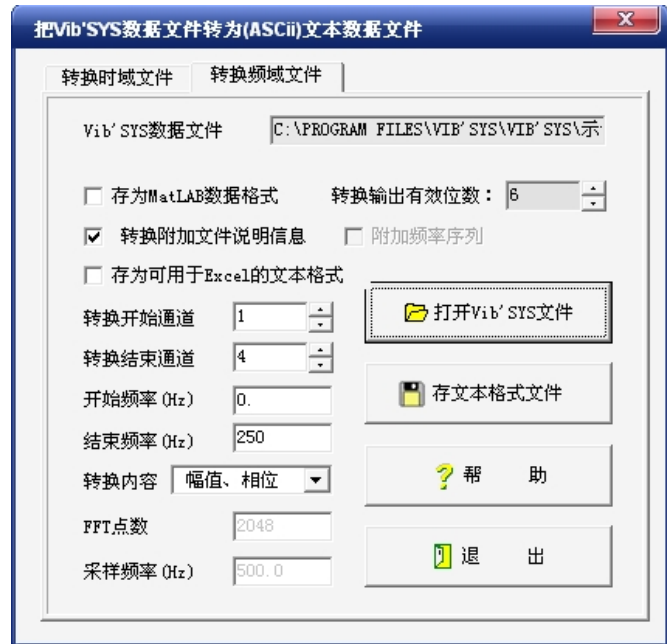 把Vib'SYS数据文件转为(ASCii)文本数据文件
转换时域文件 转换频域文件
Vib'SYS数据文件 C:\PROGRAM FILES\VIB'SYS\VIB'SYS\示
存为MatLAB数据格式 转换输出有效位数： 6
转换附加文件说明信息 附加频率序列
存为可用于Excel的文本格式
转换开始通道 1
打开Vib'SYS文件
转换结束通道 4
开始频率(Hz) 0.
存文本格式文件
结束频率(Hz) 250
转换内容 幅值、相位
帮 助
FFT点数 2048
采样频率(Hz) 500.0
退 出